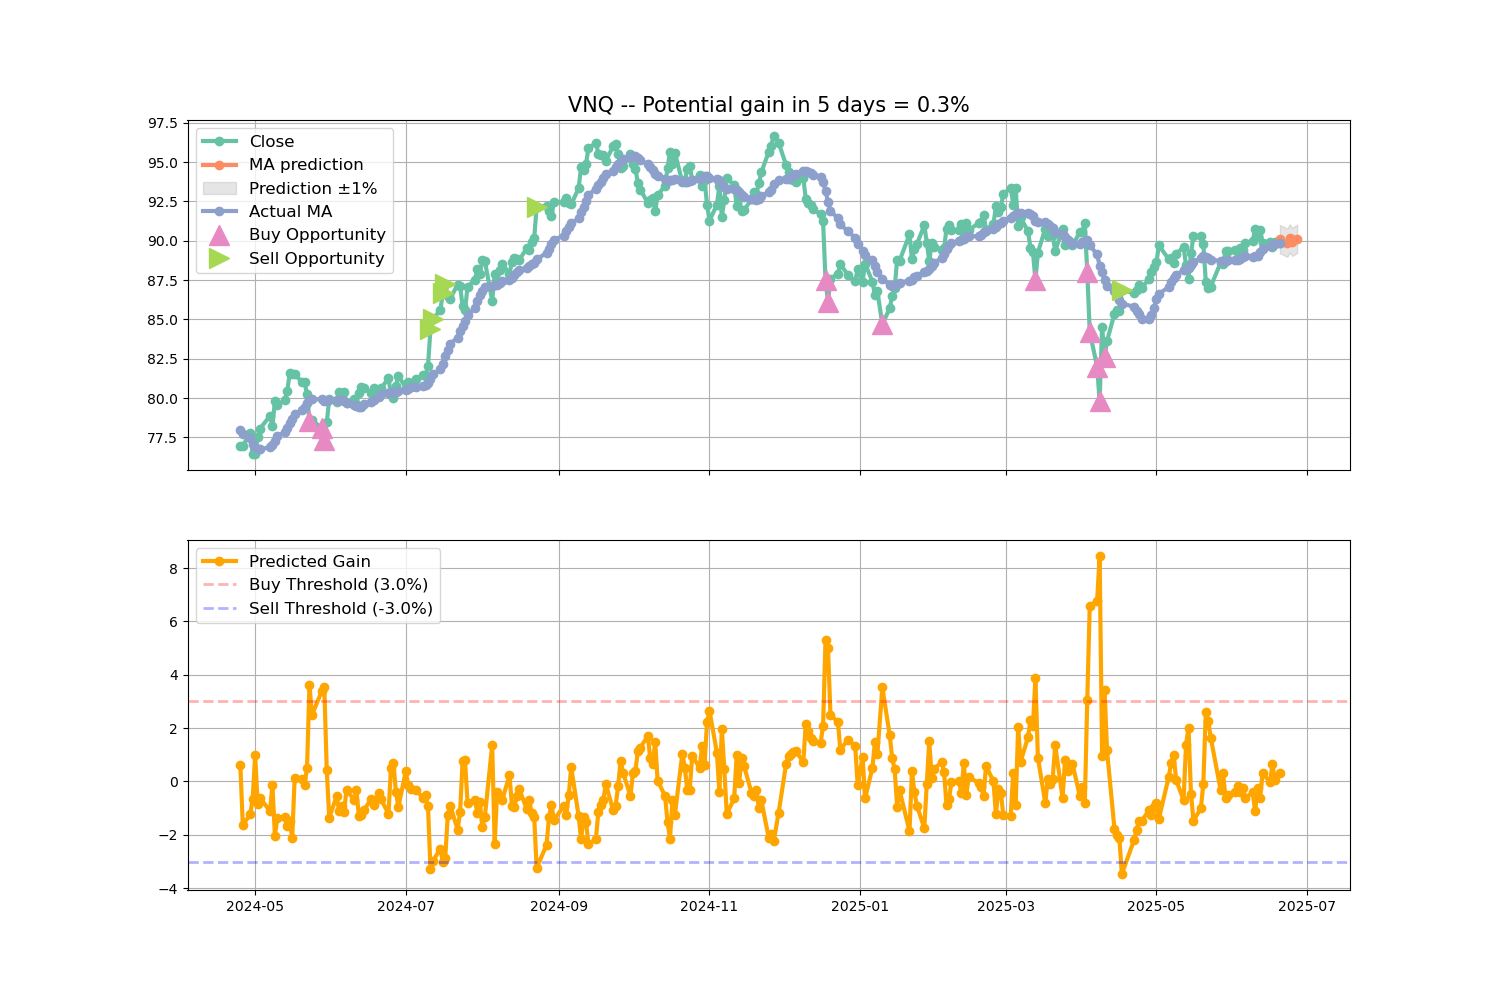 VNQ -- Potential gain in 5 days = 0.3%
97.5
95.0
92.5
90.0
87.5
85.0
82.5
80.0
77.5
Close
MA prediction
Prediction ±1%
Actual MA
Buy Opportunity
Sell Opportunity
8
6
4
2
0
−2
−4
Predicted Gain
Buy Threshold (3.0%)
Sell Threshold (-3.0%)
2024-05
2024-07
2024-09
2024-11
2025-01
2025-03
2025-05
2025-07